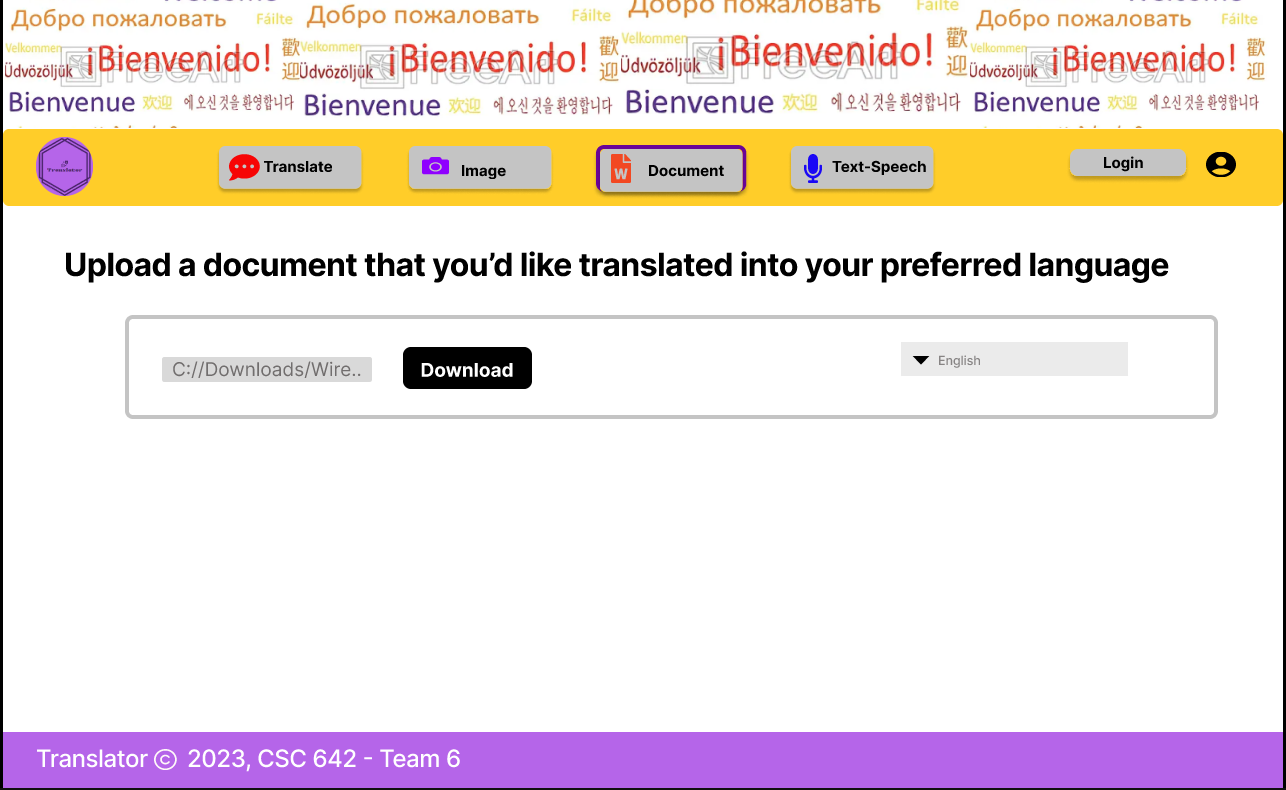 Welcome
Welcome
Добро пожаловать Fáilte Добро пожаловать Fáilte Добро пожаловать Fáilte Добро пожаловать Fáilte
Velkommen ¡Bienvenido! 歡迎 Velkommen ¡Bienvenido! 歡迎 Velkommen ¡Bienvenido! 歡迎 Velkommen ¡Bienvenido! 歡迎
Üdvözöljük Üdvözöljük Üdvözöljük Üdvözöljük
Bienvenue 欢迎 에 오신 것을 환영합니다 Bienvenue 欢迎 에 오신 것을 환영합니다 Bienvenue 欢迎 에 오신 것을 환영합니다 Bienvenue 欢迎 에 오신 것을 환영합니다
Translator
Translate
Image
W
Document
Text-Speech
Login
Upload a document that you’d like translated into your preferred language
C://Downloads/Wire..
Download
English
Translator © 2023, CSC 642 - Team 6